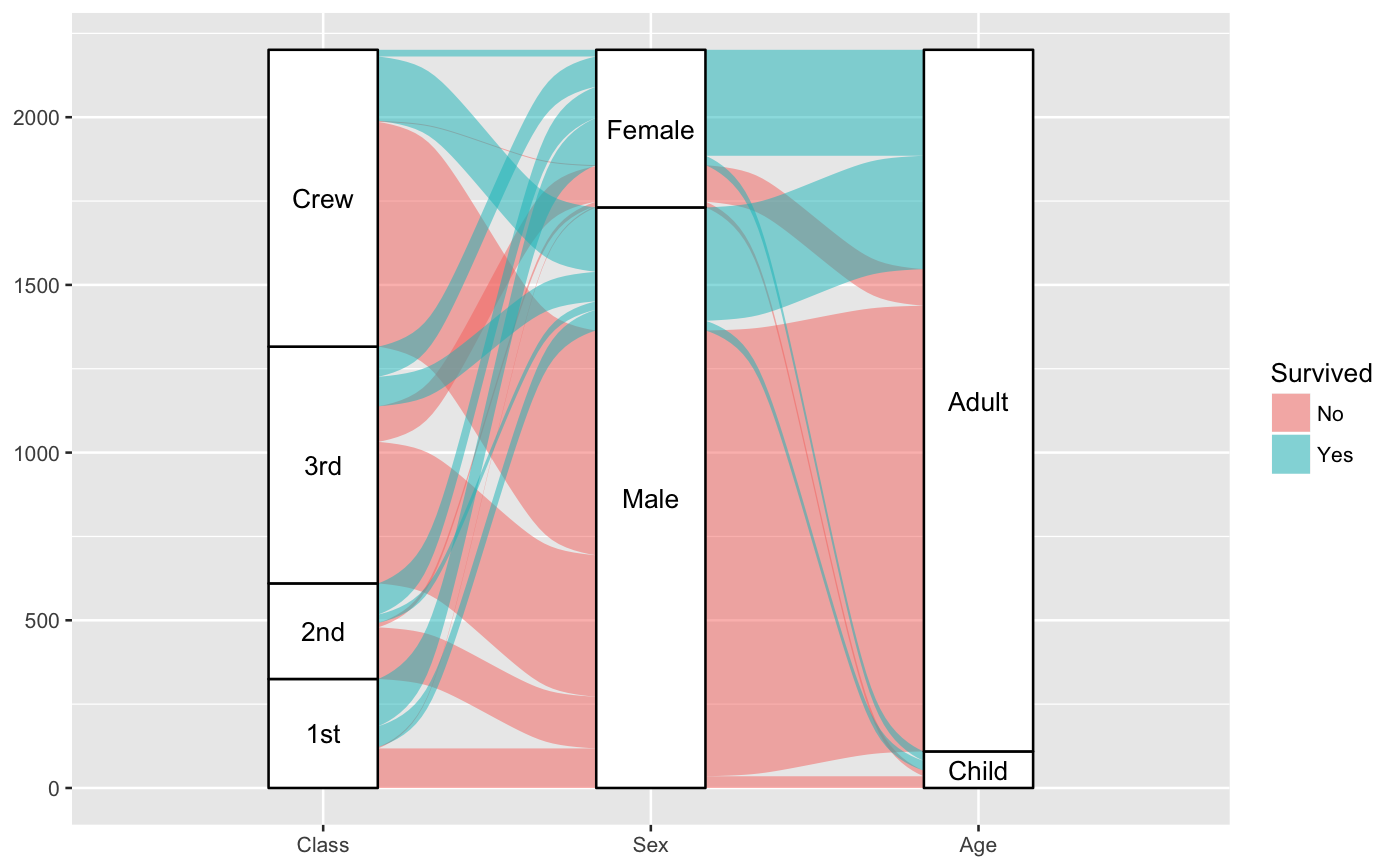 2000
1500
1000
500
0
Crew
3rd
2nd
1st
Female
Male
Adult
Child
Class
Sex
Age
Survived
No
Yes